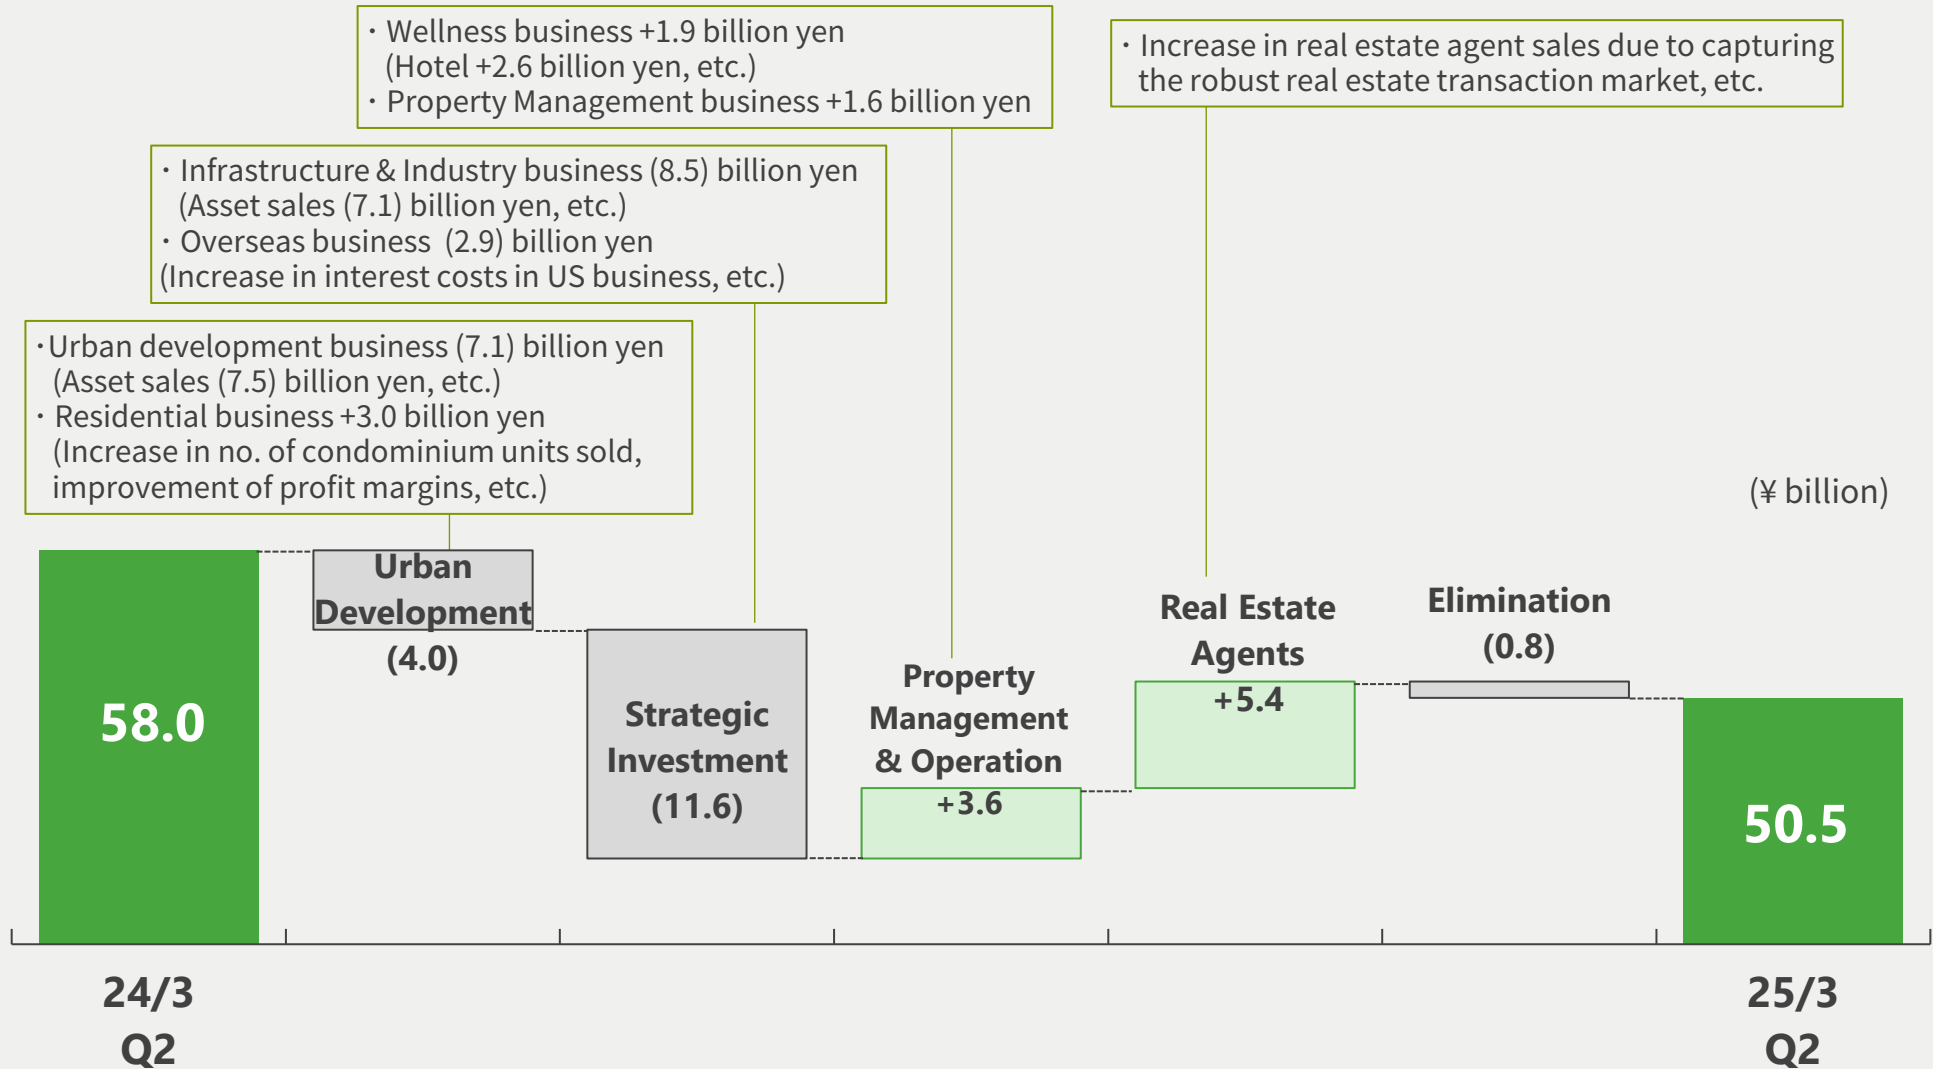 ・Wellness business +1.9 billion yen
(Hotel +2.6 billion yen, etc.)
・Property Management business +1.6 billion yen
・Increase in real estate agent sales due to capturing
the robust real estate transaction market, etc.
・Infrastructure & Industry business (8.5) billion yen
(Asset sales (7.1) billion yen, etc.)
・Overseas business (2.9) billion yen
(Increase in interest costs in US business, etc.)
・Urban development business (7.1) billion yen
(Asset sales (7.5) billion yen, etc.)
・Residential business +3.0 billion yen
(Increase in no. of condominium units sold,
improvement of profit margins, etc.)
(¥ billion)
58.0
Urban
Development
(4.0)
Strategic
Investment
(11.6)
Property
Management
& Operation
+3.6
Real Estate
Agents
+5.4
Elimination
(0.8)
50.5
24/3
Q2
25/3
Q2